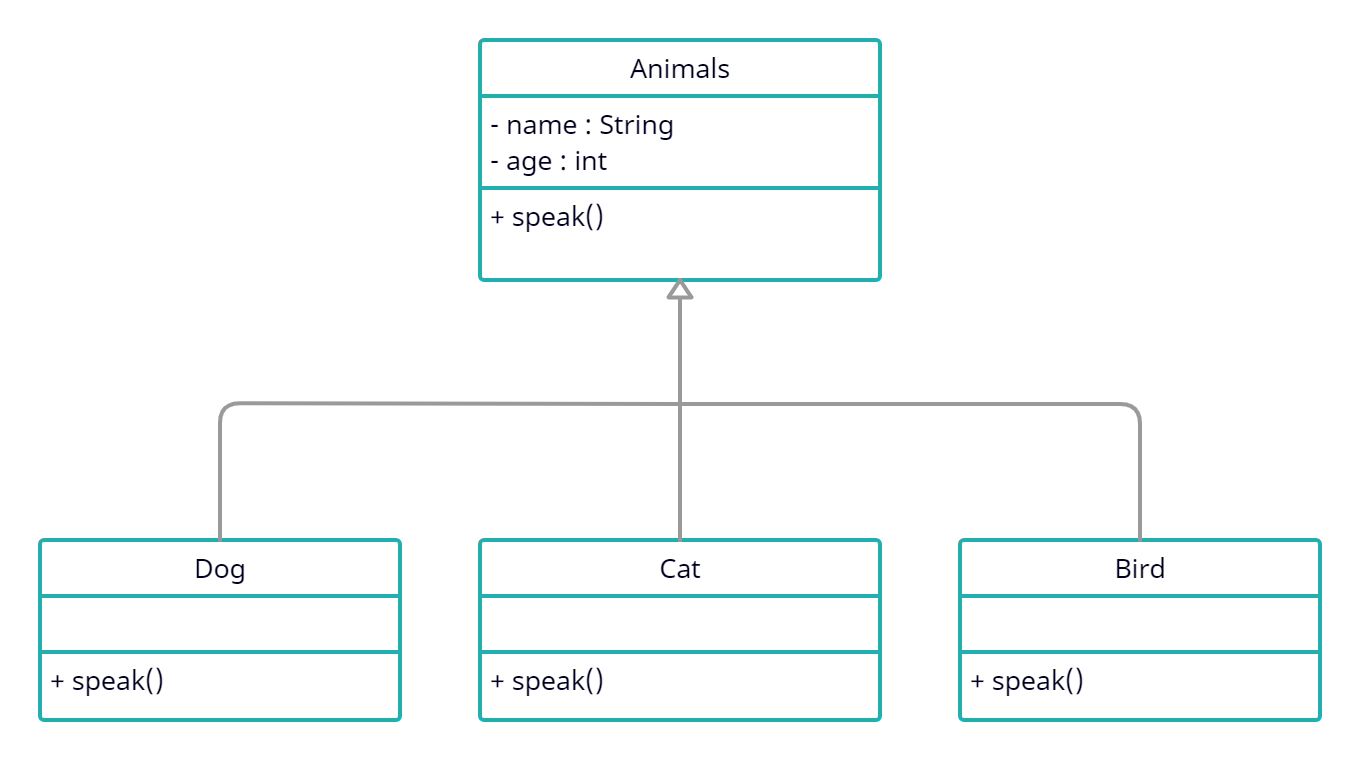 Animals
- name : String
- age : int
+ speak()
Dog
+ speak()
Cat
+ speak()
Bird
+ speak()